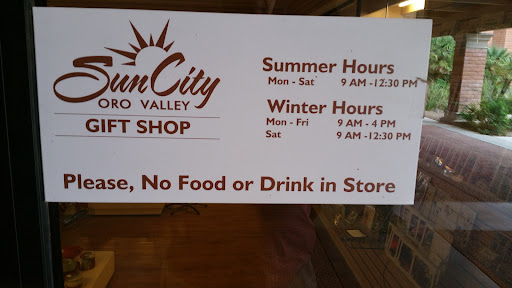 Sun City
ORO VALLEY
GIFT SHOP
Summer Hours
Mon - Sat 9 AM -12:30 PM
Winter Hours
Mon - Fri 9 AM - 4 PM
Sat 9 AM -12:30 PM
Please, No Food or Drink in Store